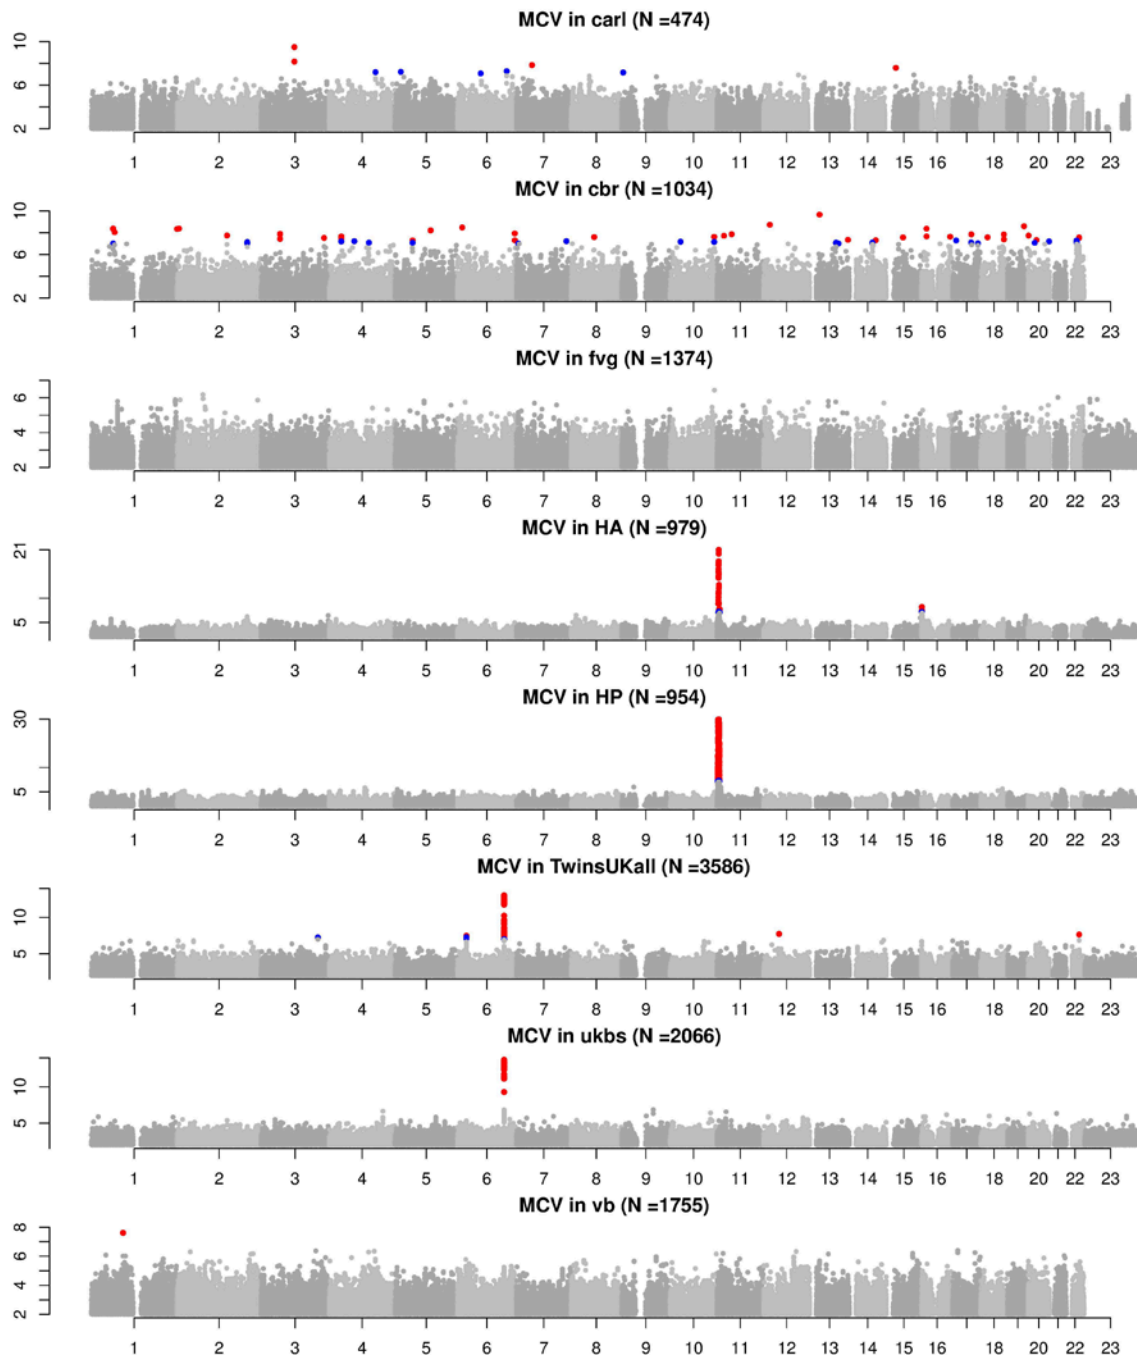 MCV in carl (N =474)
10
6
2
1 2 3 4 5 6 7 8 9 10 11 12 13 14 15 16 18 20 22 23
MCV in cbr (N =1034)
10
6
2
1 2 3 4 5 6 7 8 9 10 11 12 13 14 15 16 18 20 22 23
MCV in fvg (N =1374)
6
4
2
1 2 3 4 5 6 7 8 9 10 11 12 13 14 15 16 18 20 22 23
MCV in HA (N =979)
21
5
1 2 3 4 5 6 7 8 9 10 11 12 13 14 15 16 18 20 22 23
MCV in HP (N =954)
30
5
1 2 3 4 5 6 7 8 9 10 11 12 13 14 15 16 18 20 22 23
MCV in TwinsUKall (N =3586)
10
5
1 2 3 4 5 6 7 8 9 10 11 12 13 14 15 16 18 20 22 23
MCV in ukbs (N =2066)
10
5
1 2 3 4 5 6 7 8 9 10 11 12 13 14 15 16 18 20 22 23
MCV in vb (N =1755)
8
6
4
2
1 2 3 4 5 6 7 8 9 10 11 12 13 14 15 16 18 20 22 23